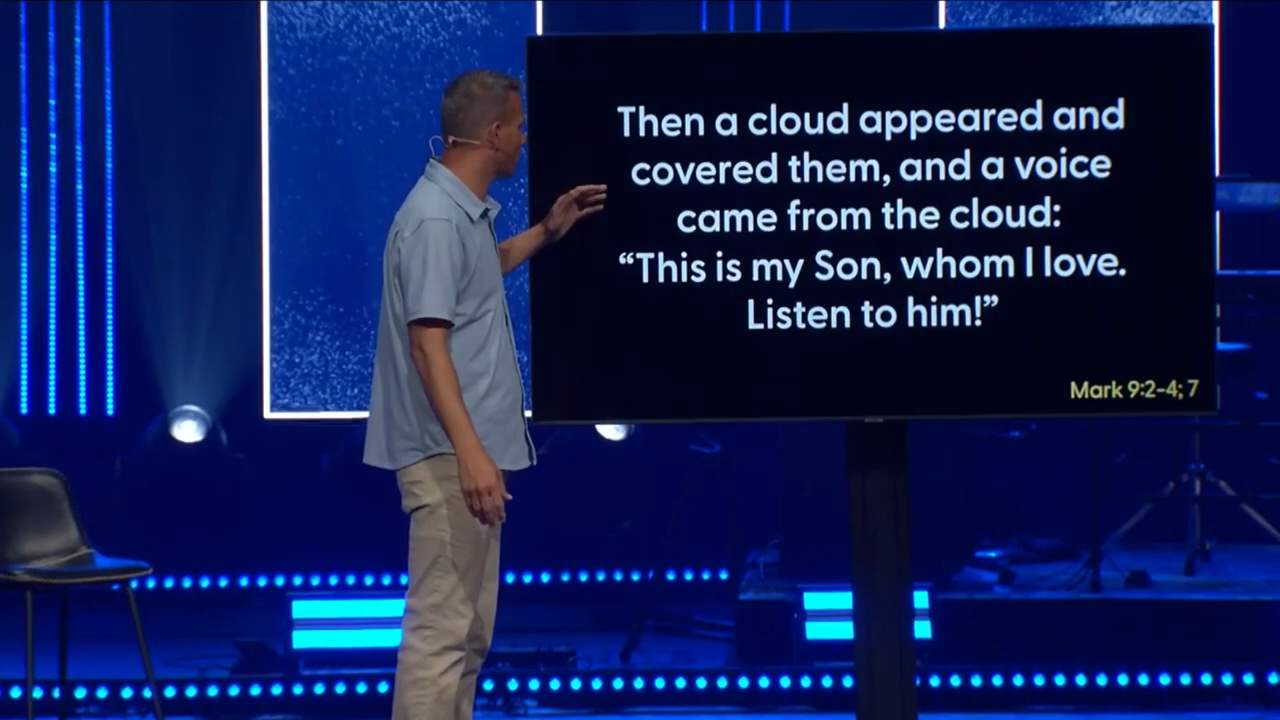 Then a cloud appeared and
covered them, and a voice
came from the cloud:
“This is my Son, whom I love.
Listen to him!”
Mark 9:2-4; 7